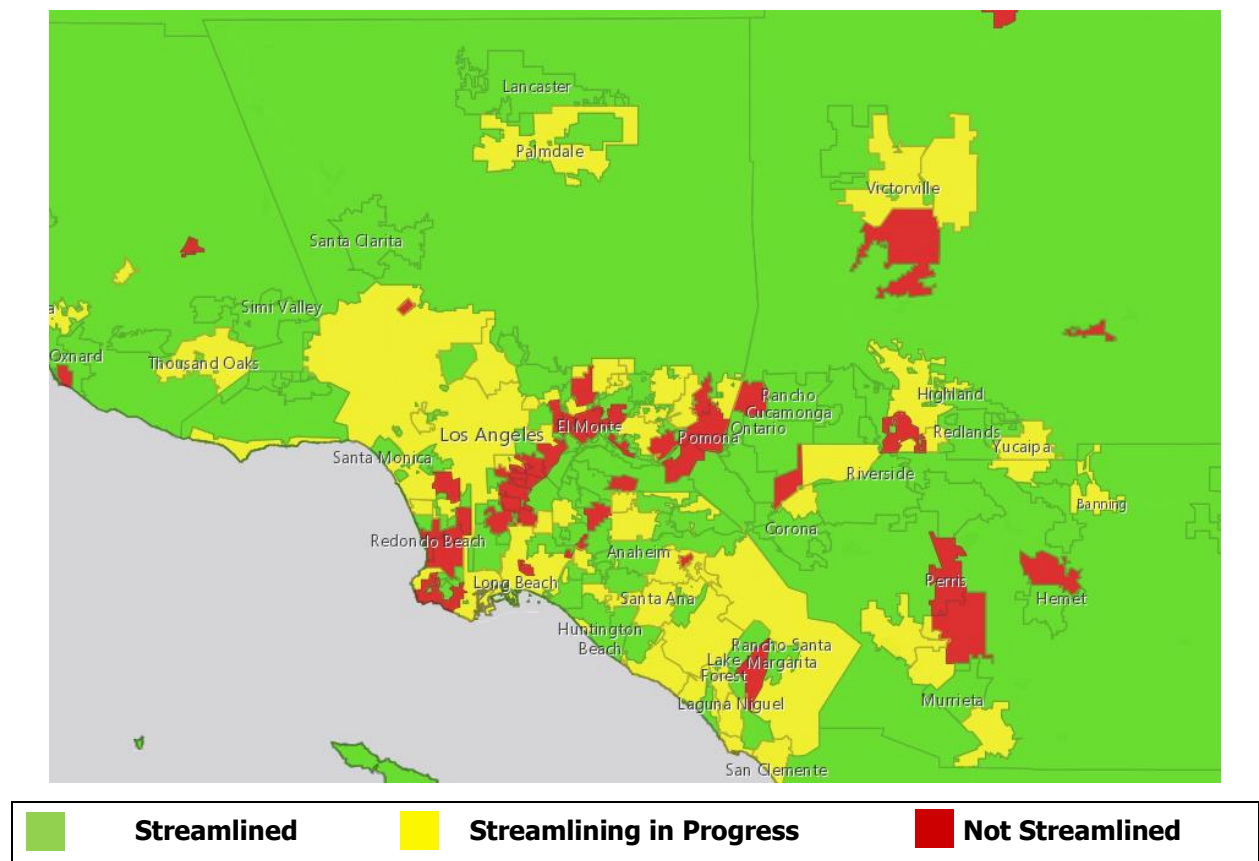 Lancaster
Palmdale
Victorville
Santa Clarita
Simi Valley
a
Oxnard
Thousand Oaks
Highland
Rancho
Cucamonga
El Monte
Ontario
Pomona
Los Angeles
Redlands
Yucaipa
Santa Monica
Riverside
Banning
Corona
Redondo Beach
Anaheim
Long Beach
Perris
Hemet
Santa Ana
Huntington
Beach
Rancho Santa
Margarita
Lake
Forest
Laguna Niguel
Murrieta
San Clemente
Streamlined
Streamlining in Progress
Not Streamlined